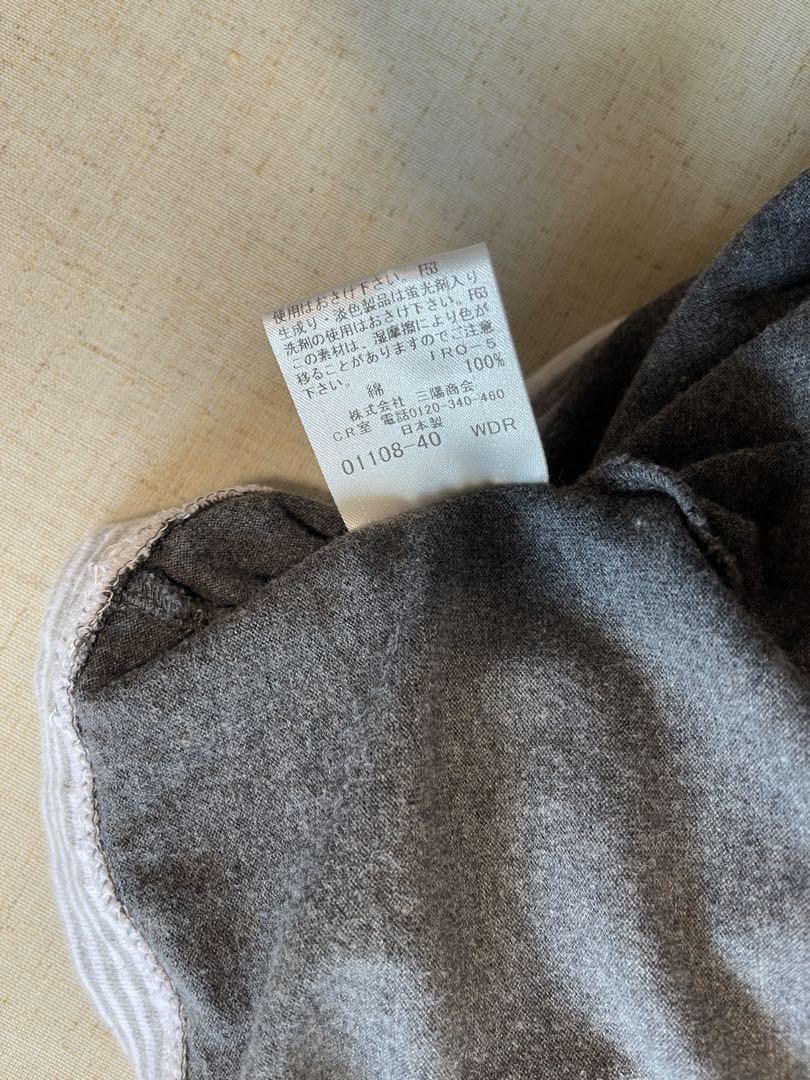 使用はおさけ下さい。F53
生成り、淡色製品は蛍光剤入り
洗剤の使用はおさけ下さい。F63
この素材は、湿摩擦により色が
移ることがありますのでご注意
下さい。 IRO-5
綿 100%
株式会社 三陽商会
C.R室 電話0120-340-460
日本製
01108-40 WDR